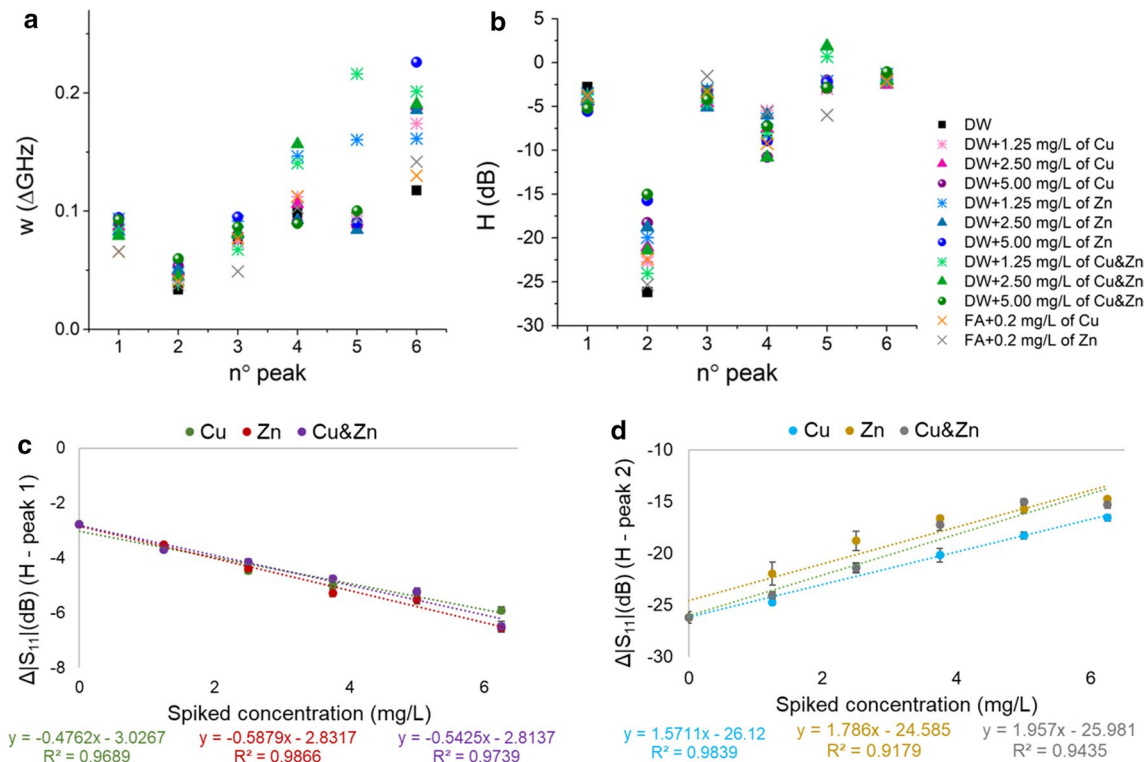 a
w (ΔGHz)
0.2
0.1
0.0
1 2 3 4 5 6
n° peak
b
H (dB)
5
0
-5
-10
-15
-20
-25
-30
1 2 3 4 5 6
n° peak
DW
DW+1.25 mg/L of Cu
DW+2.50 mg/L of Cu
DW+5.00 mg/L of Cu
DW+1.25 mg/L of Zn
DW+2.50 mg/L of Zn
DW+5.00 mg/L of Zn
DW+1.25 mg/L of Cu&Zn
DW+2.50 mg/L of Cu&Zn
DW+5.00 mg/L of Cu&Zn
FA+0.2 mg/L of Cu
FA+0.2 mg/L of Zn
c
Cu Zn Cu&Zn
Δ|S₁₁|(dB) (H - peak 1)
0
-2
-4
-6
-8
0 2 4 6
Spiked concentration (mg/L)
y = -0.4762x - 3.0267 y = -0.5879x - 2.8317 y = -0.5425x - 2.8137
R² = 0.9689 R² = 0.9866 R² = 0.9739
d
Cu Zn Cu&Zn
Δ|S₁₁|(dB) (H - peak 2)
-10
-15
-20
-25
-30
0 2 4 6
Spiked concentration (mg/L)
y = 1.5711x - 26.12 y = 1.786x - 24.585 y = 1.957x - 25.981
R² = 0.9839 R² = 0.9179 R² = 0.9435